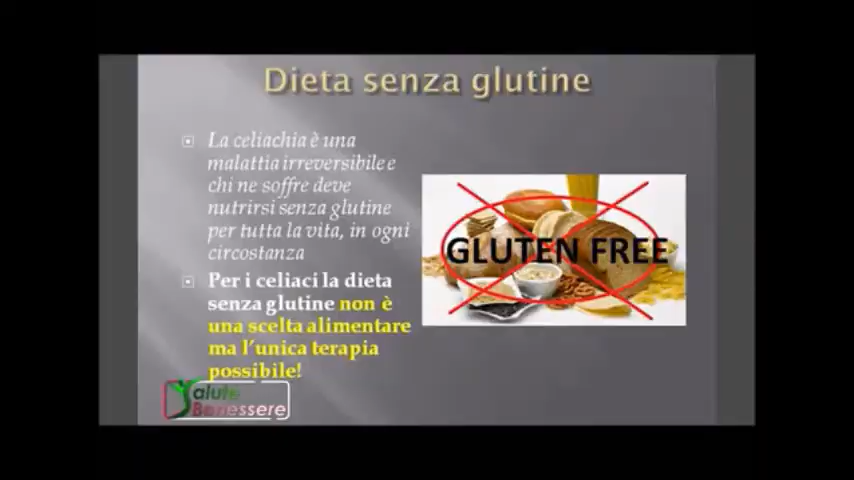 Dieta senza glutine
La celiachia è una
malattia irreversibile e
chi ne soffre deve
nutrirsi senza glutine
per tutta la vita, in ogni
circostanza
Per i celiaci la dieta
senza glutine non è
una scelta alimentare
ma l'unica terapia
possibile!
GLUTEN FREE
Salute
Benessere